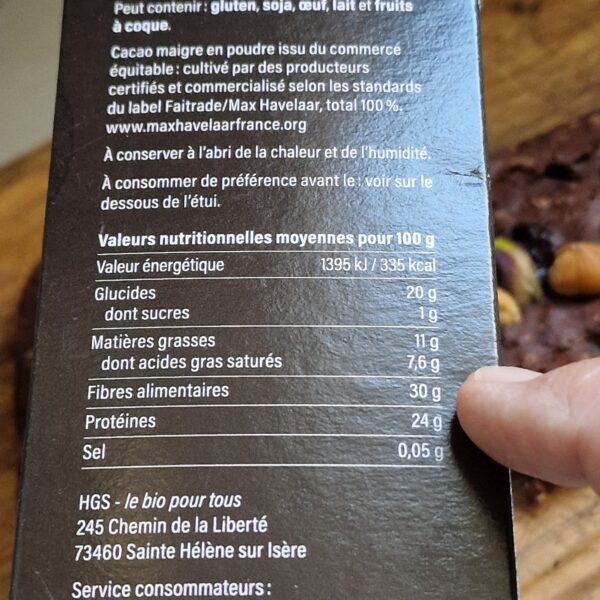 Peut contenir : gluten, soja, œuf, lait et fruits
à coque.
Cacao maigre en poudre issu du commerce
équitable : cultivé par des producteurs
certifiés et commercialisé selon les standards
du label Faitrade/Max Havelaar, total 100 %.
www.maxhavelaarfrance.org
À conserver à l'abri de la chaleur et de l'humidité.
À consommer de préférence avant le : voir sur le
dessous de l'étui.
Valeurs nutritionnelles moyennes pour 100 g
Valeur énergétique 1395 kJ / 335 kcal
Glucides 20 g
dont sucres 1 g
Matières grasses 11 g
dont acides gras saturés 7,6 g
Fibres alimentaires 30 g
Protéines 24 g
Sel 0,05 g
HGS - le bio pour tous
245 Chemin de la Liberté
73460 Sainte Hélène sur Isère
Service consommateurs :